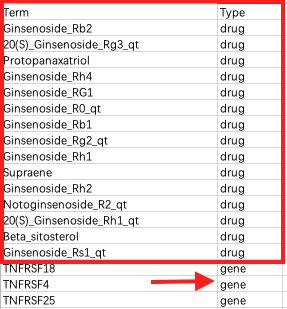 Term Type
Ginsenoside_Rb2 drug
20(S)_Ginsenoside_Rg3_qt drug
Protopanaxatriol drug
Ginsenoside_Rh4 drug
Ginsenoside_RG1 drug
Ginsenoside_R0_qt drug
Ginsenoside_Rb1 drug
Ginsenoside_Rg2_qt drug
Ginsenoside_Rh1 drug
Supraene drug
Ginsenoside_Rh2 drug
Notoginsenoside_R2_qt drug
20(S)_Ginsenoside_Rh1_qt drug
Beta_sitosterol drug
Ginsenoside_Rs1_qt drug
TNFRSF18 gene
TNFRSF4 gene
TNFRSF25 gene